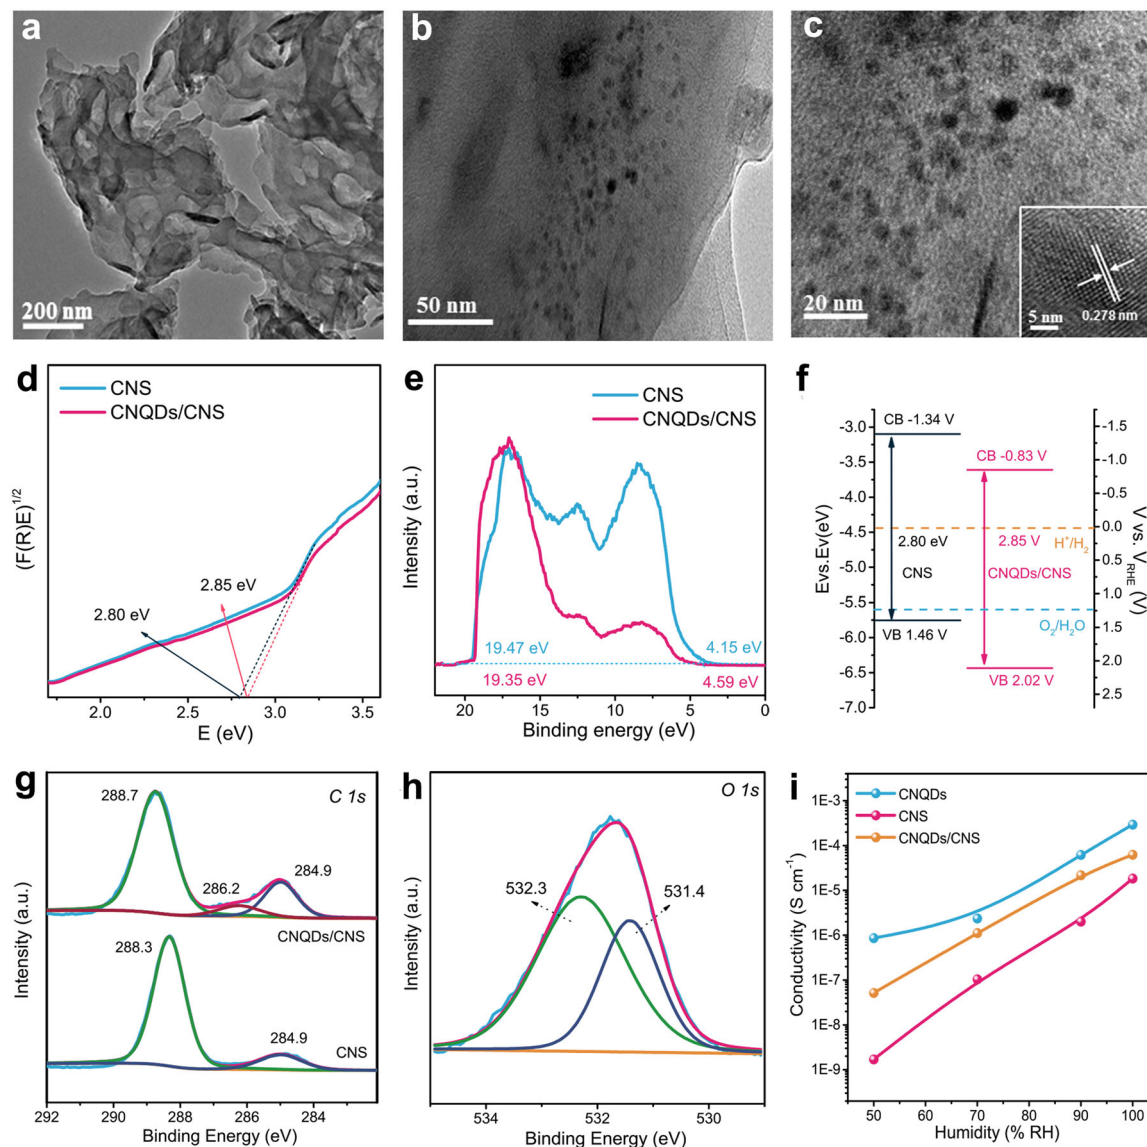 a
200 nm
b
50 nm
c
20 nm
5 nm
0.278 nm
d
CNS
CNQDs/CNS
(F(R)E)1/2
2.85 eV
2.80 eV
2.0
2.5
3.0
3.5
E (eV)
e
CNS
CNQDs/CNS
Intensity (a.u.)
19.47 eV
4.15 eV
19.35 eV
4.59 eV
20
15
10
5
0
Binding energy (eV)
f
-3.0
-3.5
-4.0
-4.5
-5.0
-5.5
-6.0
-6.5
-7.0
Evs.Ev(eV)
CB -1.34 V
CB -0.83 V
2.80 eV
CNS
VB 1.46 V
2.85 V
CNQDs/CNS
VB 2.02 V
H+/H2
O2/H2O
-1.5
-1.0
-0.5
0.0
0.5
1.0
1.5
2.0
2.5
V vs. VRHE (V)
g
C 1s
288.7
286.2
284.9
CNQDs/CNS
288.3
284.9
CNS
Intensity (a.u.)
292
290
288
286
284
Binding Energy (eV)
h
O 1s
532.3
531.4
Intensity (a.u.)
534
532
530
Binding Energy (eV)
i
CNQDs
CNS
CNQDs/CNS
1E-3
1E-4
1E-5
1E-6
1E-7
1E-8
1E-9
Conductivity (S cm-1)
50
60
70
80
90
100
Humidity (% RH)